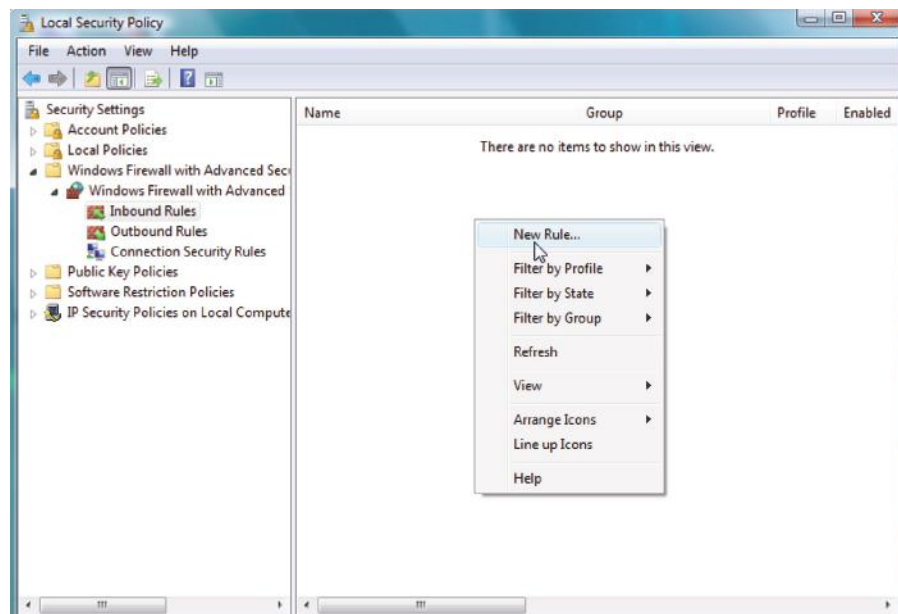 Local Security Policy
File Action View Help
Security Settings
Account Policies
Local Policies
Windows Firewall with Advanced Secu
Windows Firewall with Advanced
Inbound Rules
Outbound Rules
Connection Security Rules
Public Key Policies
Software Restriction Policies
IP Security Policies on Local Compute
Name Group Profile Enabled
There are no items to show in this view.
New Rule...
Filter by Profile
Filter by State
Filter by Group
Refresh
View
Arrange Icons
Line up Icons
Help